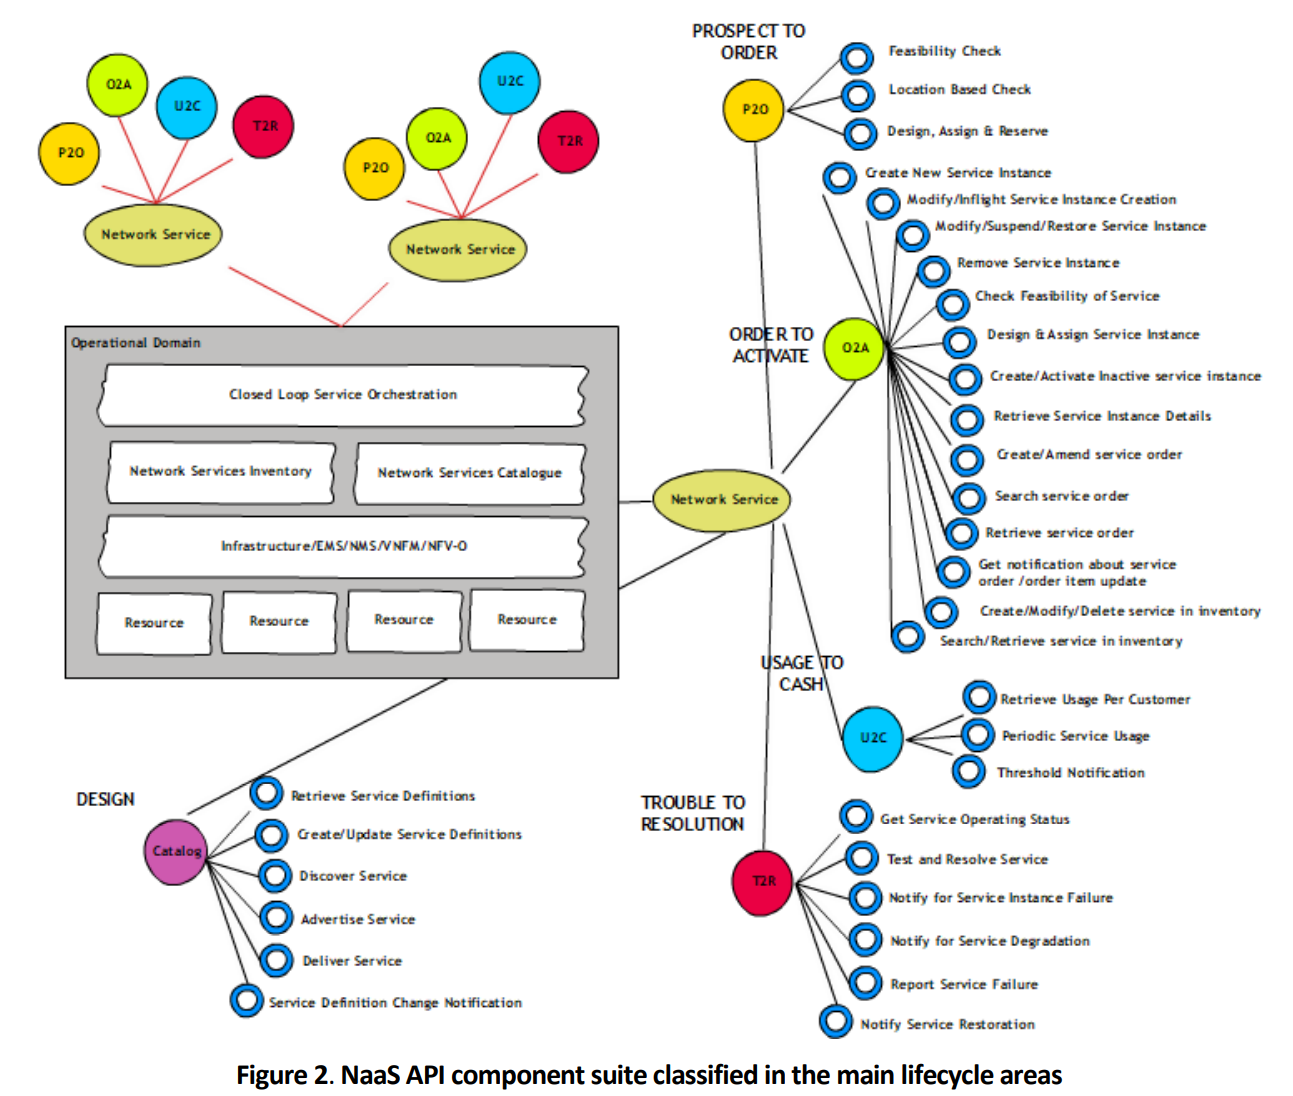 O2A
U2C
T2R
P2O
Network Service
U2C
O2A
T2R
P2O
Network Service
Operational Domain
Closed Loop Service Orchestration
Network Services Inventory
Network Services Catalogue
Infrastructure/EMS/NMS/VNFM/NFV-O
Resource
Resource
Resource
Resource
Network Service
PROSPECT TO
ORDER
P2O
Feasibility Check
Location Based Check
Design, Assign & Reserve
ORDER TO
ACTIVATE
O2A
Create New Service Instance
Modify/Inflight Service Instance Creation
Modify/Suspend/Restore Service Instance
Remove Service Instance
Check Feasibility of Service
Design & Assign Service Instance
Create/Activate Inactive service instance
Retrieve Service Instance Details
Create/Amend service order
Search service order
Retrieve service order
Get notification about service
order /order item update
Create/Modify/Delete service in inventory
Search/Retrieve service in inventory
USAGE TO
CASH
U2C
Retrieve Usage Per Customer
Periodic Service Usage
Threshold Notification
DESIGN
Catalog
Retrieve Service Definitions
Create/Update Service Definitions
Discover Service
Advertise Service
Deliver Service
Service Definition Change Notification
TROUBLE TO
RESOLUTION
T2R
Get Service Operating Status
Test and Resolve Service
Notify for Service Instance Failure
Notify for Service Degradation
Report Service Failure
Notify Service Restoration
Figure 2. NaaS API component suite classified in the main lifecycle areas